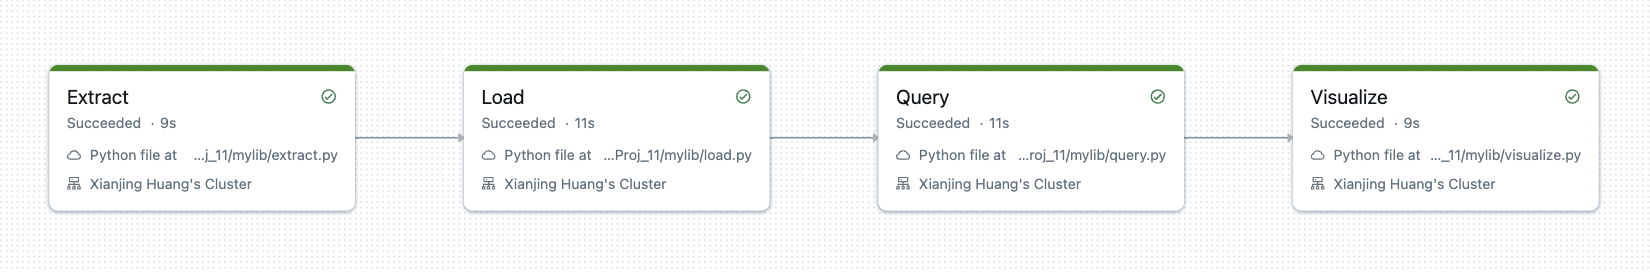 Extract
Succeeded · 9s
Python file at ...j_11/mylib/extract.py
Xianjing Huang's Cluster
Load
Succeeded · 11s
Python file at ...Proj_11/mylib/load.py
Xianjing Huang's Cluster
Query
Succeeded · 11s
Python file at ...roj_11/mylib/query.py
Xianjing Huang's Cluster
Visualize
Succeeded · 9s
Python file at ..._11/mylib/visualize.py
Xianjing Huang's Cluster